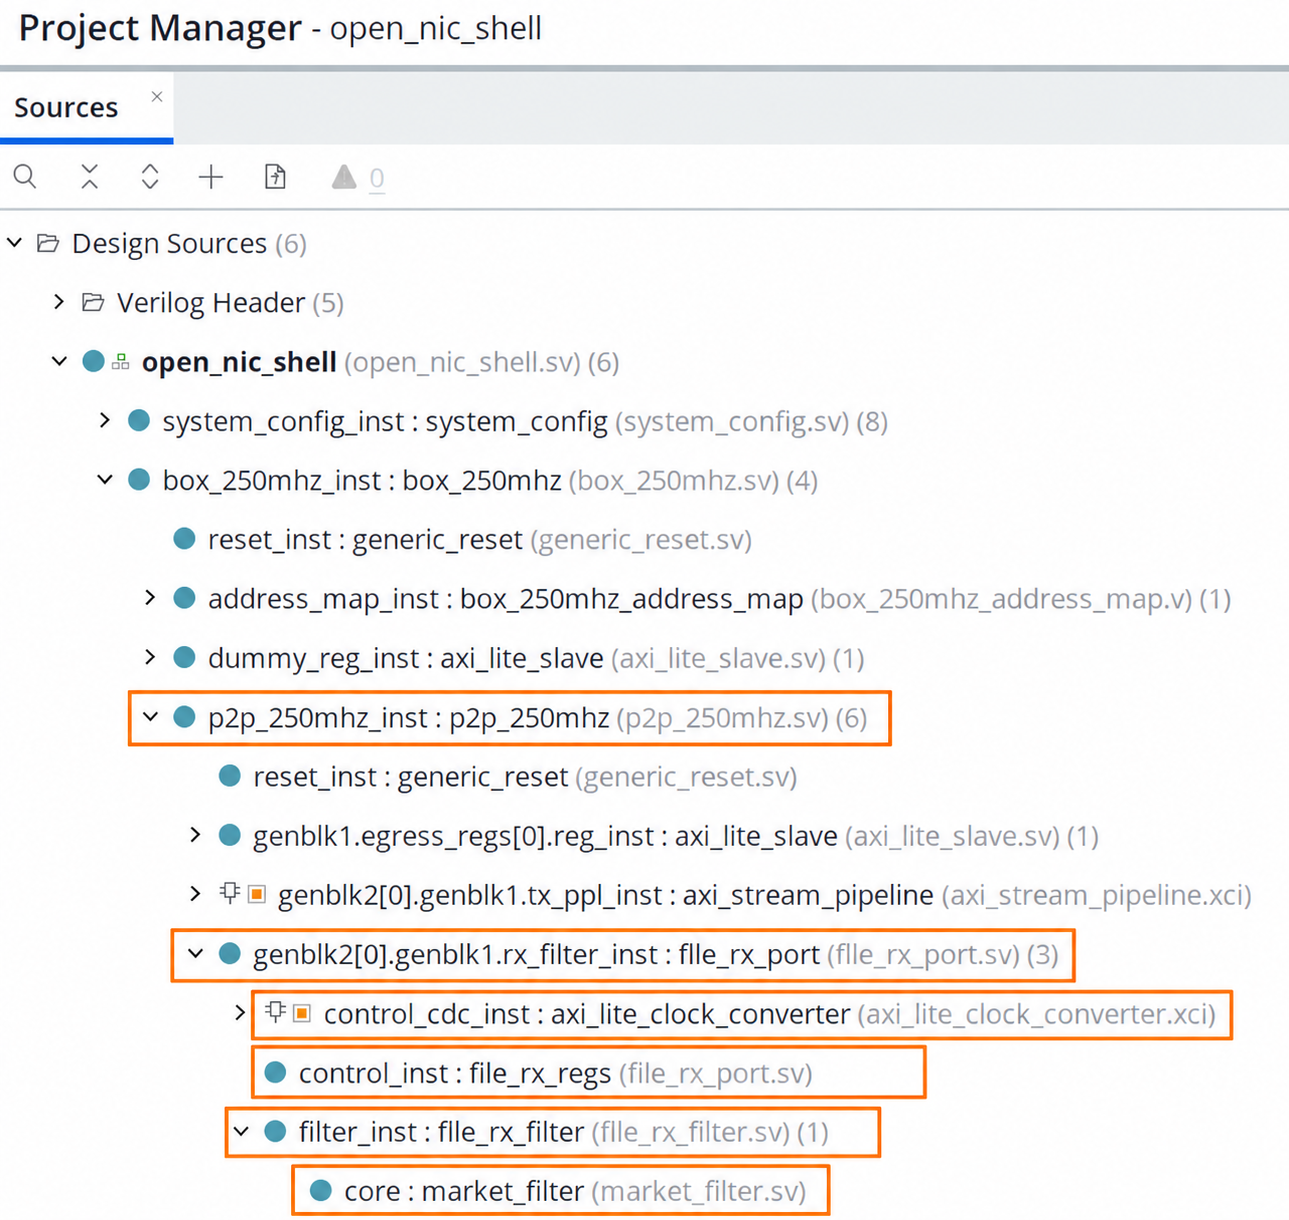 Project Manager - open_nic_shell
Sources ×
0
Design Sources (6)
Verilog Header (5)
open_nic_shell (open_nic_shell.sv) (6)
system_config_inst : system_config (system_config.sv) (8)
box_250mhz_inst : box_250mhz (box_250mhz.sv) (4)
reset_inst : generic_reset (generic_reset.sv)
address_map_inst : box_250mhz_address_map (box_250mhz_address_map.v) (1)
dummy_reg_inst : axi_lite_slave (axi_lite_slave.sv) (1)
p2p_250mhz_inst : p2p_250mhz (p2p_250mhz.sv) (6)
reset_inst : generic_reset (generic_reset.sv)
genblk1.egress_regs[0].reg_inst : axi_lite_slave (axi_lite_slave.sv) (1)
genblk2[0].genblk1.tx_ppl_inst : axi_stream_pipeline (axi_stream_pipeline.xci)
genblk2[0].genblk1.rx_filter_inst : flle_rx_port (flle_rx_port.sv) (3)
control_cdc_inst : axi_lite_clock_converter (axi_lite_clock_converter.xci)
control_inst : file_rx_regs (file_rx_port.sv)
filter_inst : flle_rx_filter (flle_rx_filter.sv) (1)
core : market_filter (market_filter.sv)